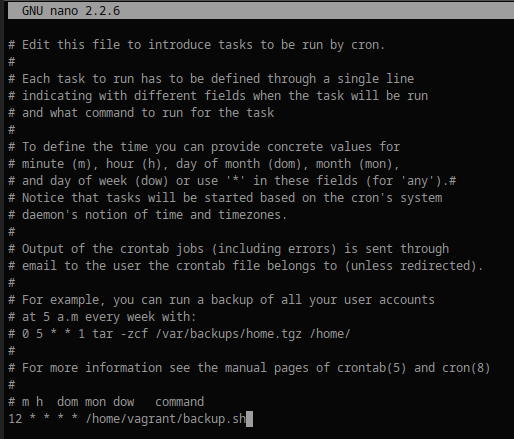 GNU nano 2.2.6
# Edit this file to introduce tasks to be run by cron.
#
# Each task to run has to be defined through a single line
# indicating with different fields when the task will be run
# and what command to run for the task
#
# To define the time you can provide concrete values for
# minute (m), hour (h), day of month (dom), month (mon),
# and day of week (dow) or use '*' in these fields (for 'any').#
# Notice that tasks will be started based on the cron's system
# daemon's notion of time and timezones.
#
# Output of the crontab jobs (including errors) is sent through
# email to the user the crontab file belongs to (unless redirected).
#
# For example, you can run a backup of all your user accounts
# at 5 a.m every week with:
# 0 5 * * 1 tar -zcf /var/backups/home.tgz /home/
#
# For more information see the manual pages of crontab(5) and cron(8)
#
# m h  dom mon dow   command
12 * * * * /home/vagrant/backup.sh